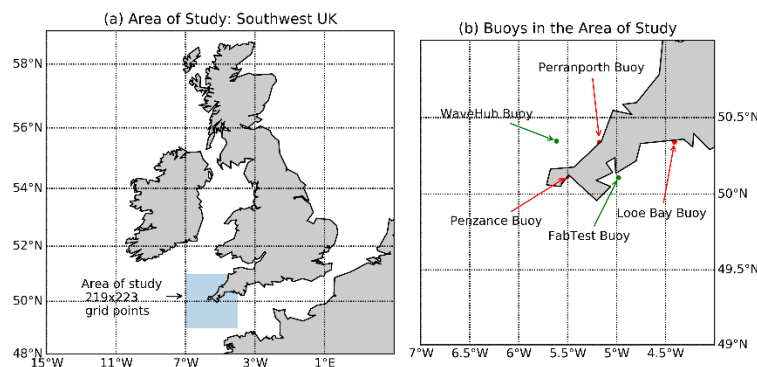 (a) Area of Study: Southwest UK
58°N
56°N
54°N
52°N
50°N
48°N
15°W
11°W
7°W
3°W
1°E
Area of study
219x223
grid points
(b) Buoys in the Area of Study
Perranporth Buoy
WaveHub Buoy
Penzance Buoy
Looe Bay Buoy
FabTest Buoy
50.5°N
50°N
49.5°N
49°N
7°W
6.5°W
6°W
5.5°W
5°W
4.5°W